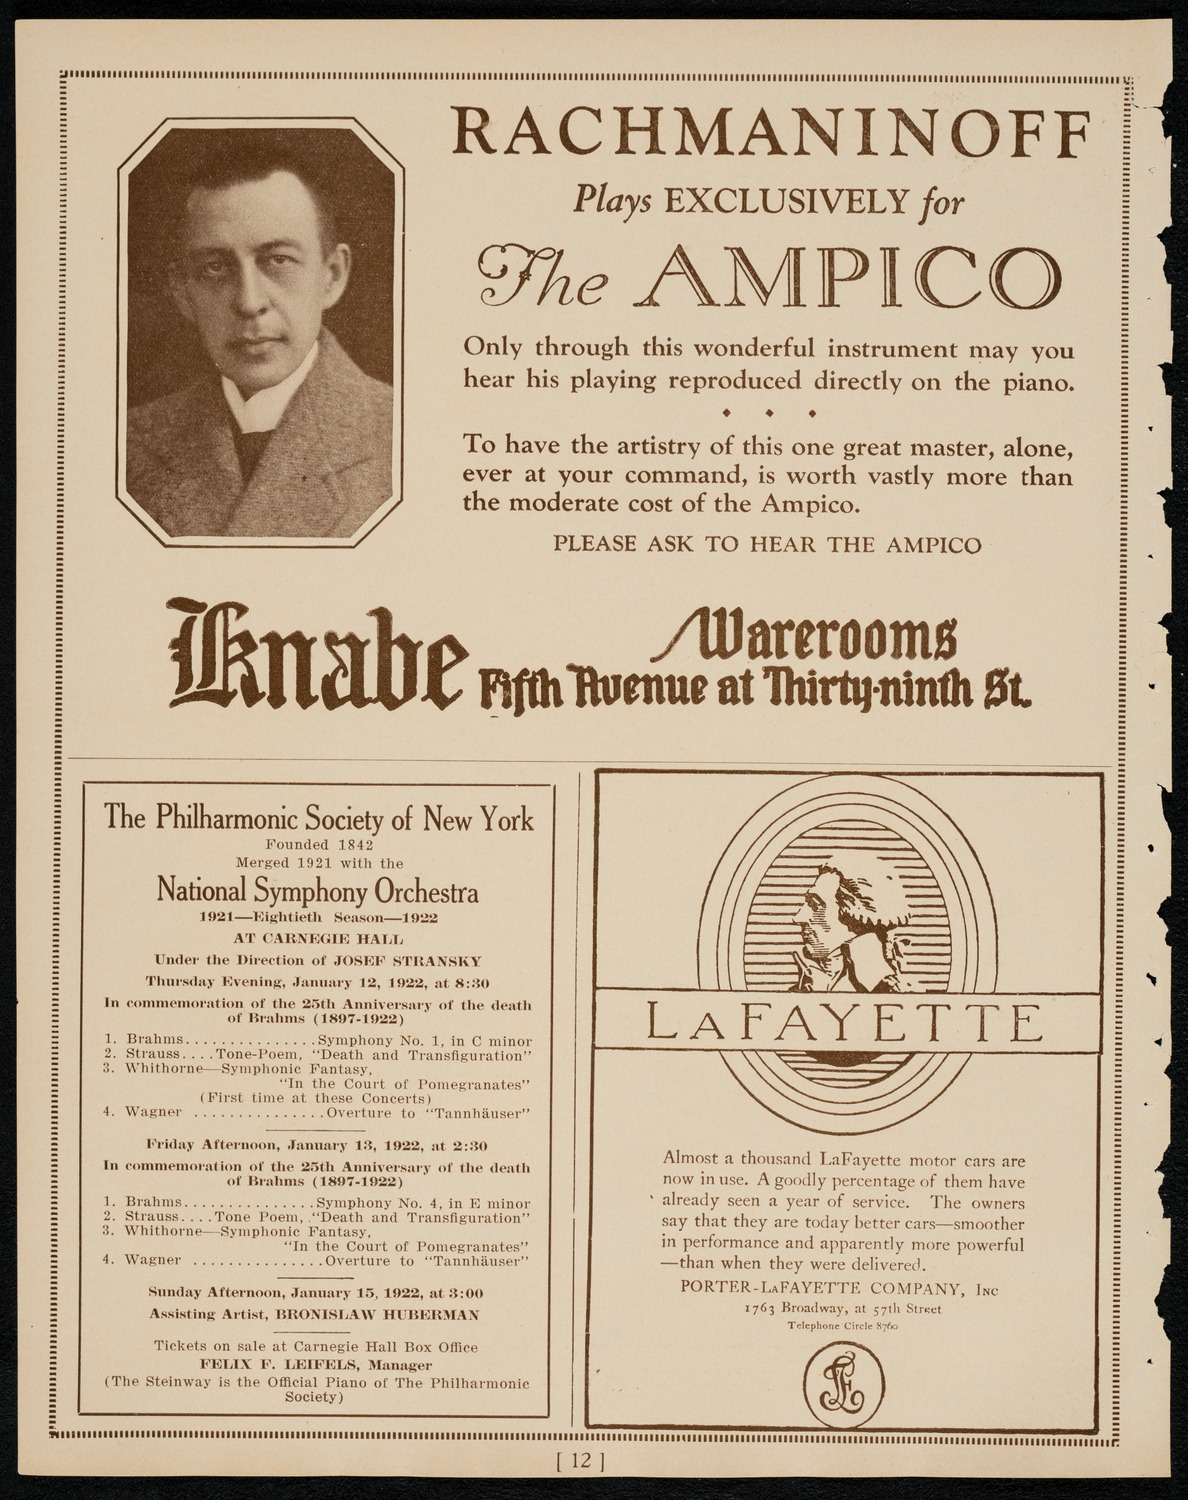 RACHMANINOFF
Plays EXCLUSIVELY for
The AMPICO
Only through this wonderful instrument may you
hear his playing reproduced directly on the piano.
To have the artistry of this one great master, alone,
ever at your command, is worth vastly more than
the moderate cost of the Ampico.
PLEASE ASK TO HEAR THE AMPICO
Knabe Warerooms
Fifth Avenue at Thirty-ninth St.
The Philharmonic Society of New York
Founded 1842
Merged 1921 with the
National Symphony Orchestra
1921—Eightieth Season—1922
AT CARNEGIE HALL
Under the Direction of JOSEF STRANSKY
Thursday Evening, January 12, 1922, at 8:30
In commemoration of the 25th Anniversary of the death
of Brahms (1897-1922)
1. Brahms...............Symphony No. 1, in C minor
2. Strauss....Tone-Poem, "Death and Transfiguration"
3. Whithorne—Symphonic Fantasy,
"In the Court of Pomegranates"
(First time at these Concerts)
4. Wagner ...............Overture to "Tannhäuser"
Friday Afternoon, January 13, 1922, at 2:30
In commemoration of the 25th Anniversary of the death
of Brahms (1897-1922)
1. Brahms...............Symphony No. 4, in E minor
2. Strauss....Tone Poem, "Death and Transfiguration"
3. Whithorne—Symphonic Fantasy,
"In the Court of Pomegranates"
4. Wagner ...............Overture to "Tannhäuser"
Sunday Afternoon, January 15, 1922, at 3:00
Assisting Artist, BRONISLAW HUBERMAN
Tickets on sale at Carnegie Hall Box Office
FELIX F. LEIFELS, Manager
(The Steinway is the Official Piano of The Philharmonic
Society)
LAFAYETTE
Almost a thousand LaFayette motor cars are
now in use. A goodly percentage of them have
already seen a year of service. The owners
say that they are today better cars—smoother
in performance and apparently more powerful
—than when they were delivered.
PORTER-LAFAYETTE COMPANY, INC
1763 Broadway, at 57th Street
Telephone Circle 8760
[ 12 ]